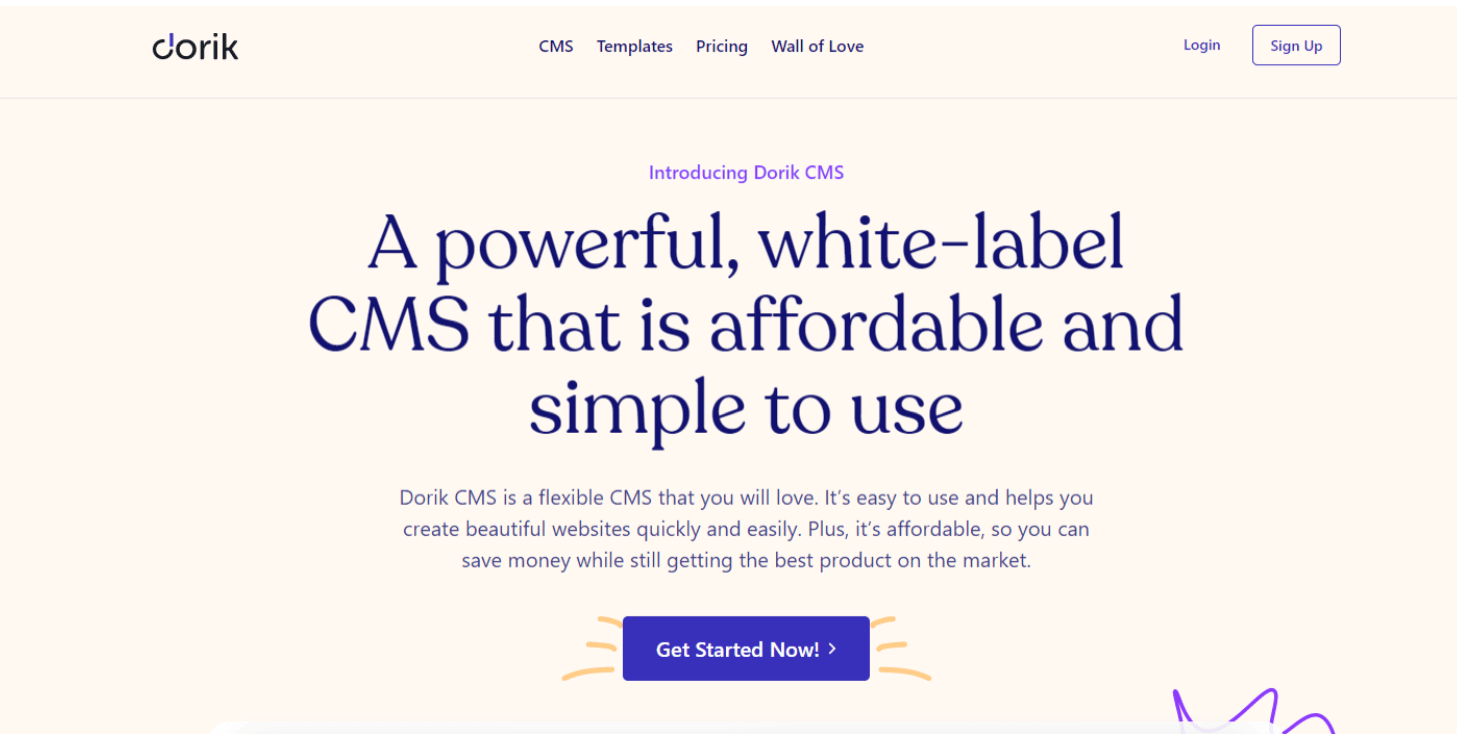 dorik
CMS Templates Pricing Wall of Love
Login Sign Up
Introducing Dorik CMS
A powerful, white-label
CMS that is affordable and
simple to use
Dorik CMS is a flexible CMS that you will love. It’s easy to use and helps you
create beautiful websites quickly and easily. Plus, it’s affordable, so you can
save money while still getting the best product on the market.
Get Started Now!